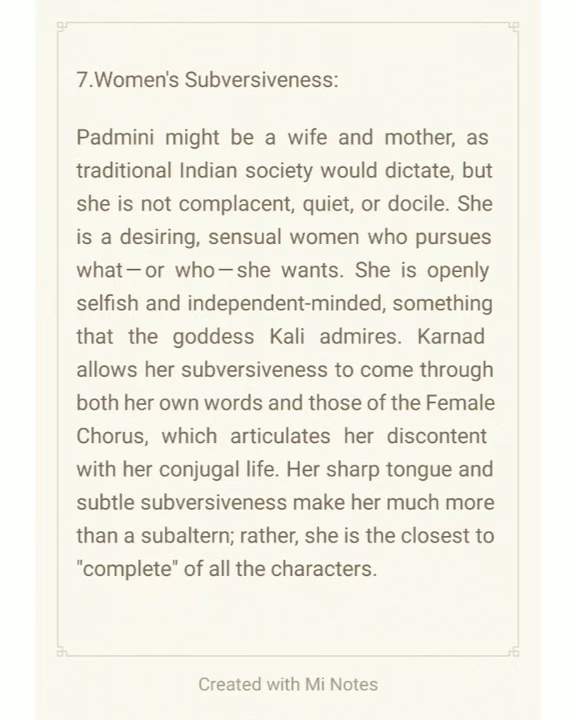 7.Women's Subversiveness:
Padmini might be a wife and mother, as
traditional Indian society would dictate, but
she is not complacent, quiet, or docile. She
is a desiring, sensual women who pursues
what—or who—she wants. She is openly
selfish and independent-minded, something
that the goddess Kali admires. Karnad
allows her subversiveness to come through
both her own words and those of the Female
Chorus, which articulates her discontent
with her conjugal life. Her sharp tongue and
subtle subversiveness make her much more
than a subaltern; rather, she is the closest to
"complete" of all the characters.
Created with Mi Notes